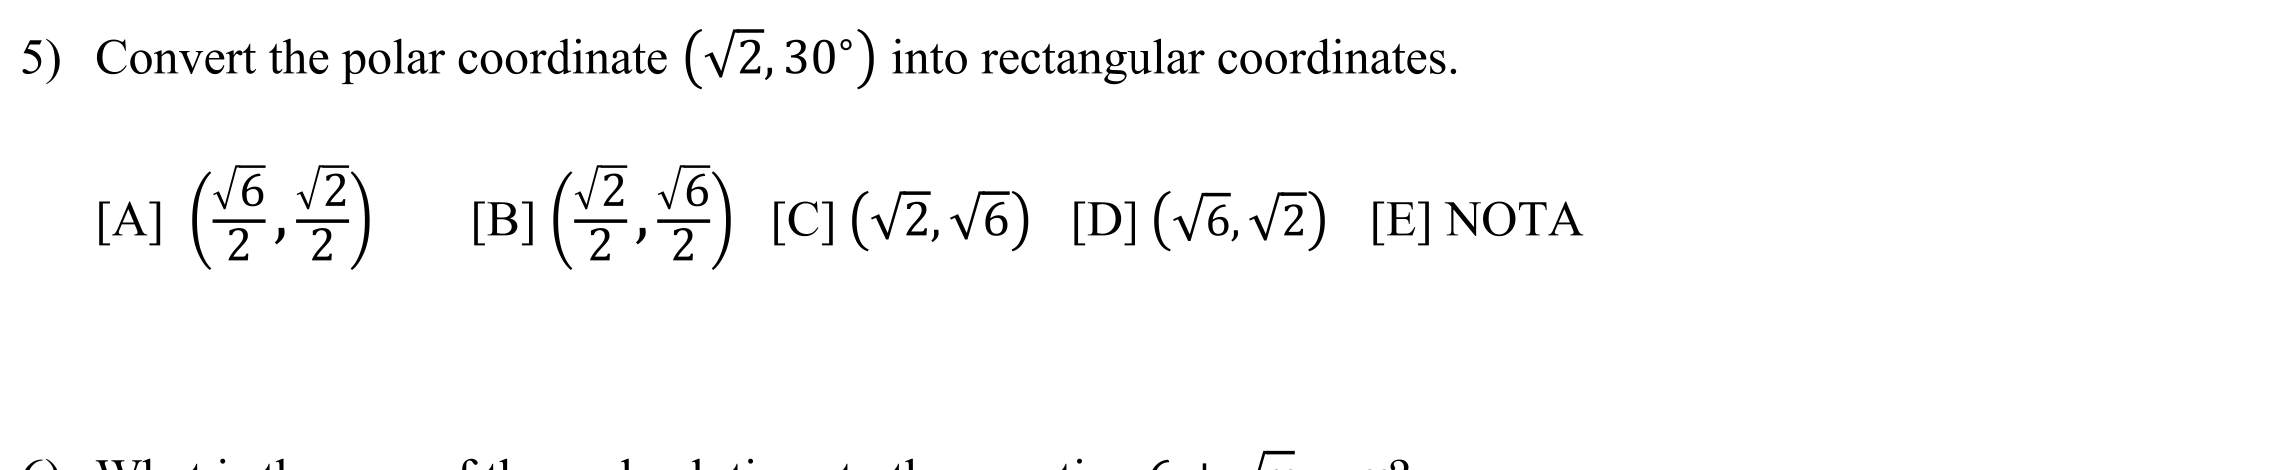 5) Convert the polar coordinate (√2, 30°) into rectangular coordinates.
[A] (√6/2, √2/2) [B] (√2/2, √6/2) [C] (√2, √6) [D] (√6, √2) [E] NOTA